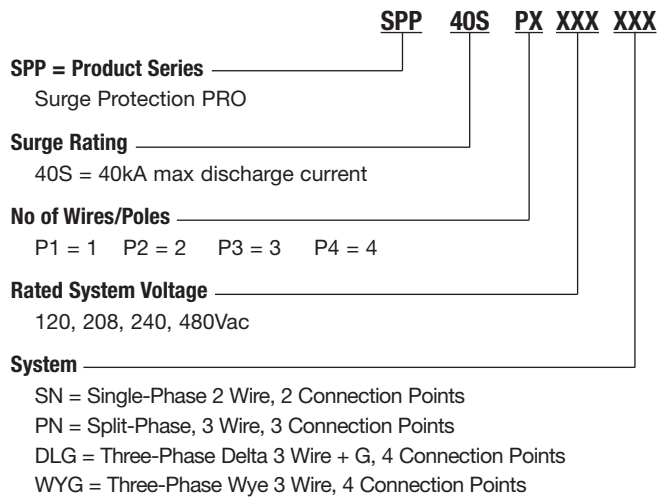 SPP 40S PX XXX XXX
SPP = Product Series
Surge Protection PRO
Surge Rating
40S = 40kA max discharge current
No of Wires/Poles
P1 = 1 P2 = 2 P3 = 3 P4 = 4
Rated System Voltage
120, 208, 240, 480Vac
System
SN = Single-Phase 2 Wire, 2 Connection Points
PN = Split-Phase, 3 Wire, 3 Connection Points
DLG = Three-Phase Delta 3 Wire + G, 4 Connection Points
WYG = Three-Phase Wye 3 Wire, 4 Connection Points